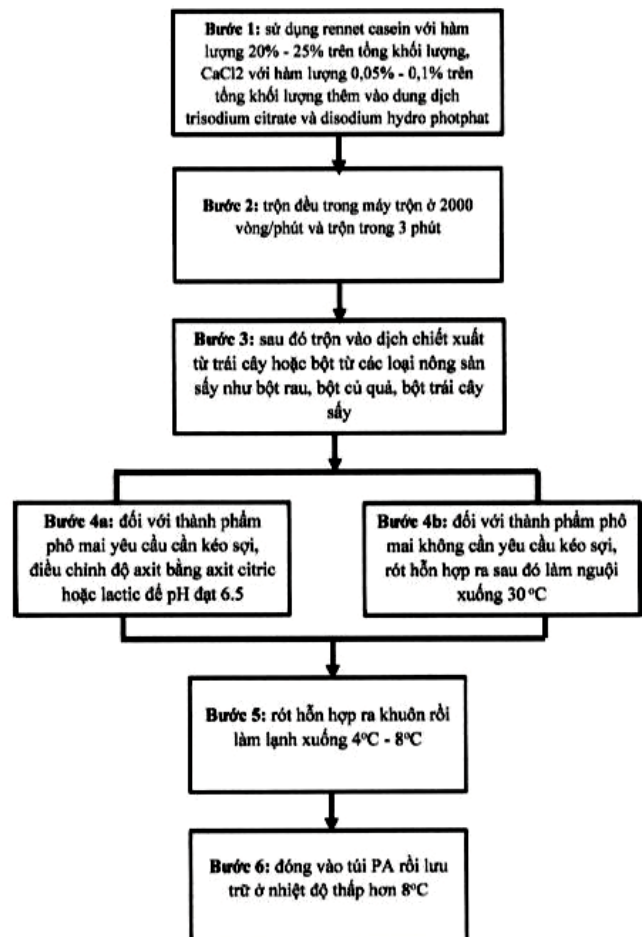 Bước 1: sử dụng rennet casein với hàm
lượng 20% - 25% trên tổng khối lượng,
CaCl2 với hàm lượng 0,05% - 0,1% trên
tổng khối lượng thêm vào dung dịch
trisodium citrate và disodium hydro photphat
Bước 2: trộn đều trong máy trộn ở 2000
vòng/phút và trộn trong 3 phút
Bước 3: sau đó trộn vào dịch chiết xuất
từ trái cây hoặc bột từ các loại nông sản
sấy như bột rau, bột củ quả, bột trái cây
sấy
Bước 4a: đối với thành phẩm
phô mai yêu cầu cần kéo sợi,
điều chỉnh độ axit bằng axit citric
hoặc lactic để pH đạt 6.5
Bước 4b: đối với thành phẩm phô
mai không cần yêu cầu kéo sợi,
rót hỗn hợp ra sau đó làm nguội
xuống 30 ºC
Bước 5: rót hỗn hợp ra khuôn rồi
làm lạnh xuống 4ºC - 8ºC
Bước 6: đóng vào túi PA rồi lưu
trữ ở nhiệt độ thấp hơn 8ºC